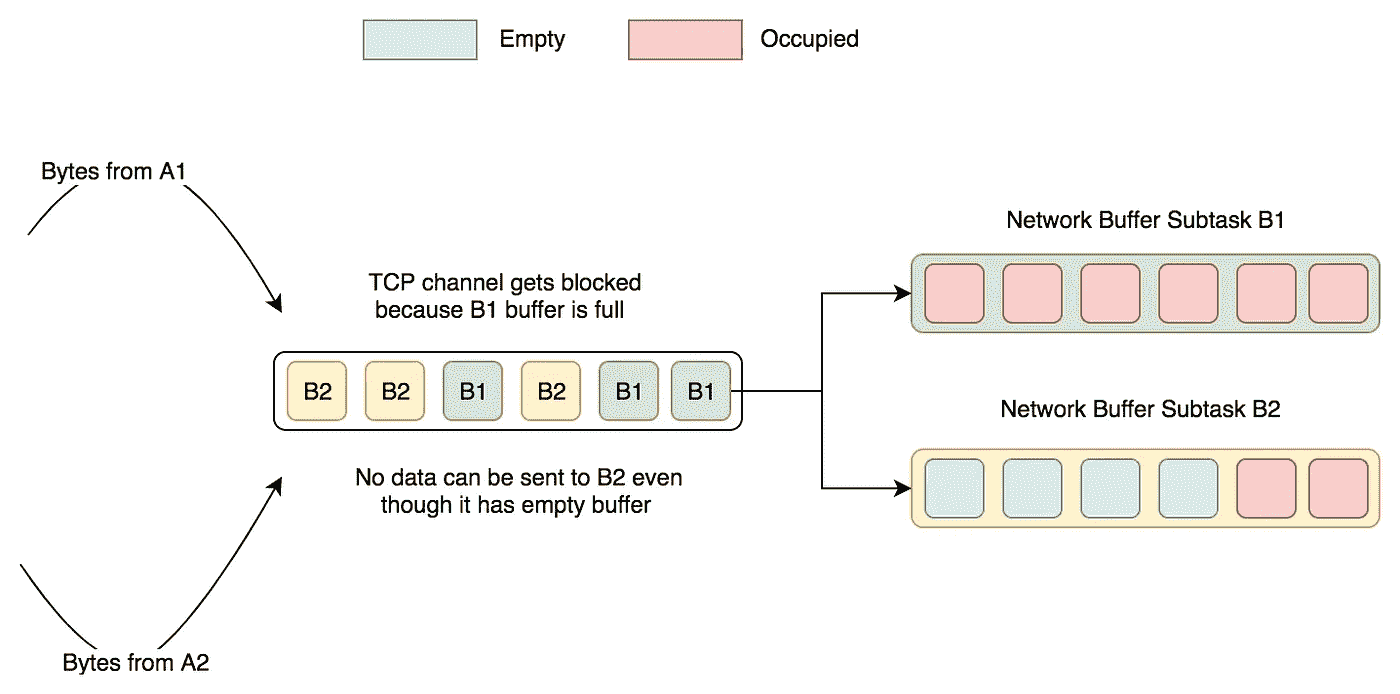 Empty
Occupied
Bytes from A1
Network Buffer Subtask B1
TCP channel gets blocked
because B1 buffer is full
B2 B2 B1 B2 B1 B1
Network Buffer Subtask B2
No data can be sent to B2 even
though it has empty buffer
Bytes from A2